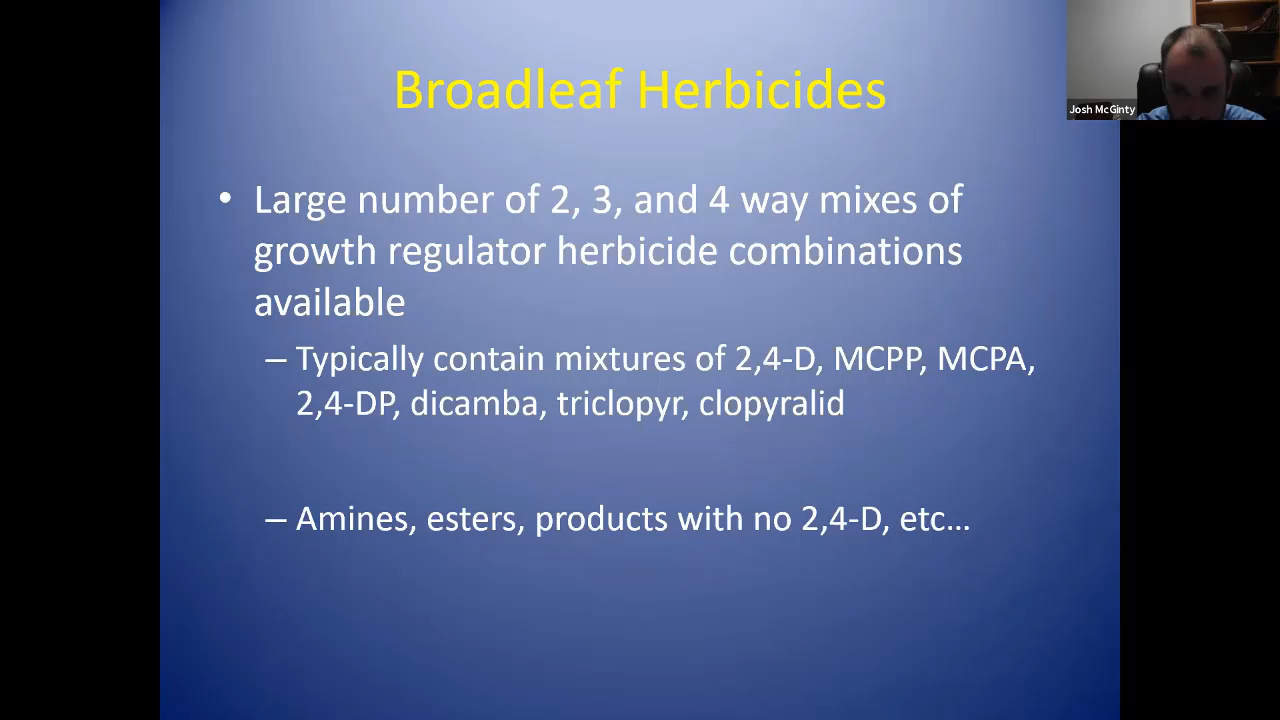 Broadleaf Herbicides
Josh McGinty
• Large number of 2, 3, and 4 way mixes of
growth regulator herbicide combinations
available
– Typically contain mixtures of 2,4-D, MCPP, MCPA,
2,4-DP, dicamba, triclopyr, clopyralid
– Amines, esters, products with no 2,4-D, etc…